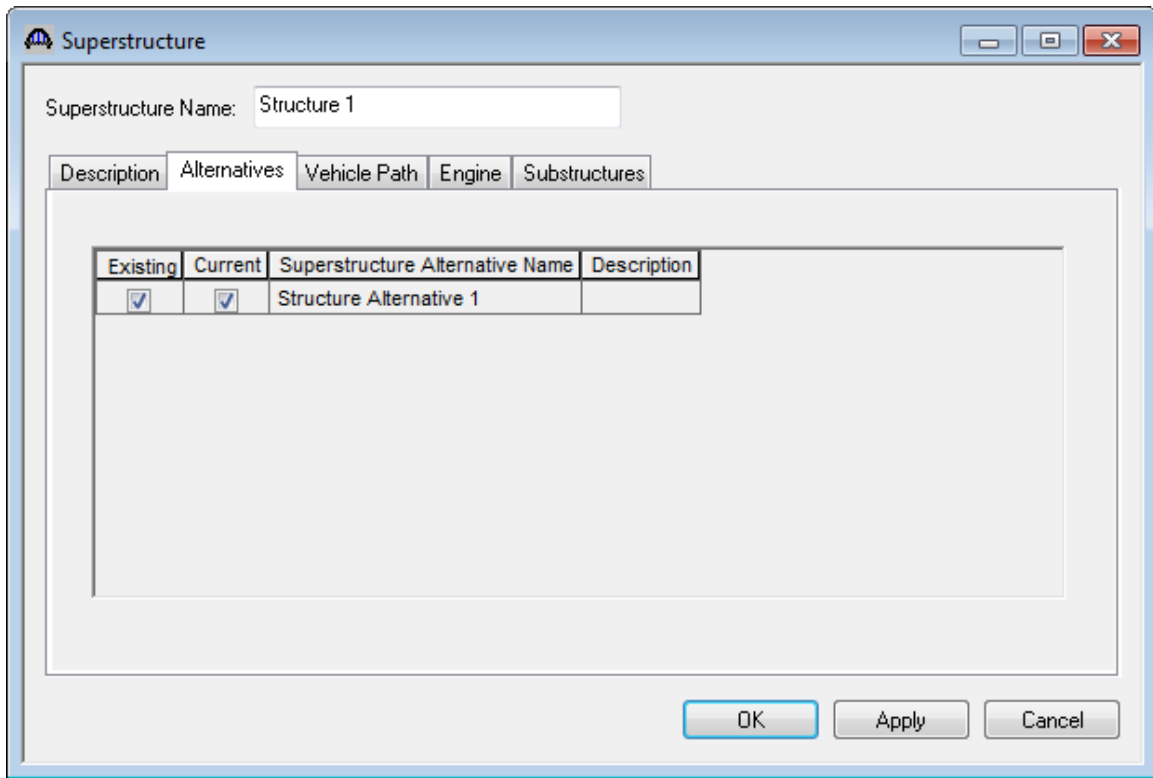 Superstructure
Superstructure Name: Structure 1
Description Alternatives Vehicle Path Engine Substructures
Existing Current Superstructure Alternative Name Description
Structure Alternative 1
OK Apply Cancel